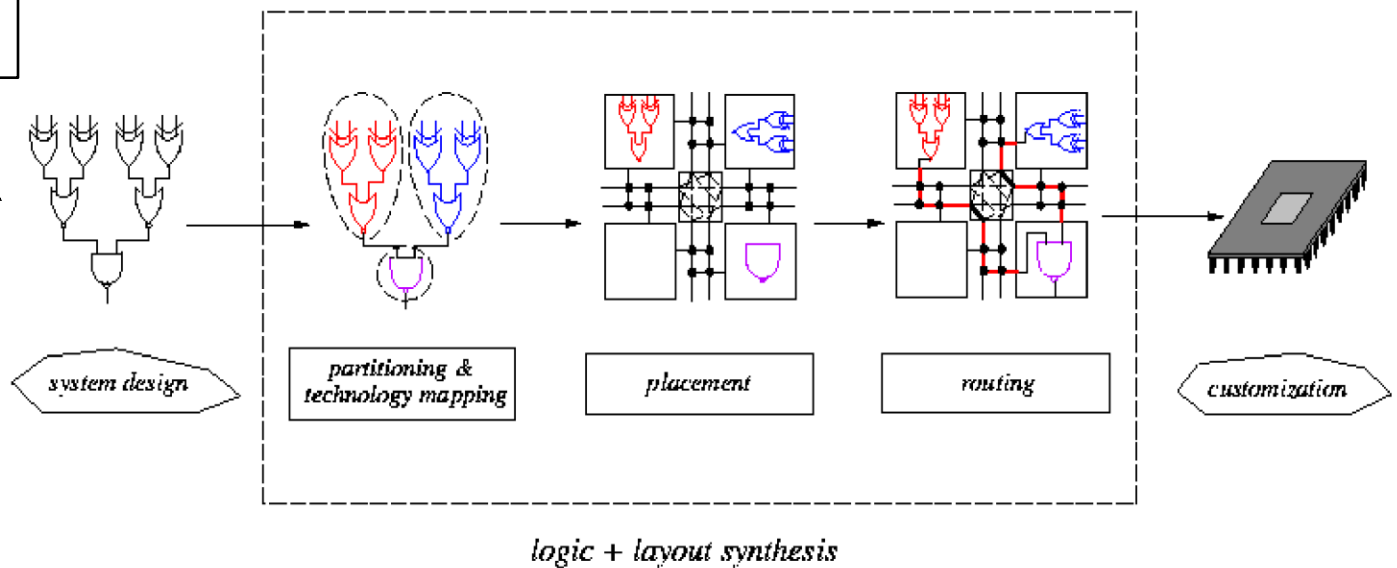 system design
partitioning &
technology mapping
placement
routing
customization
logic + layout synthesis